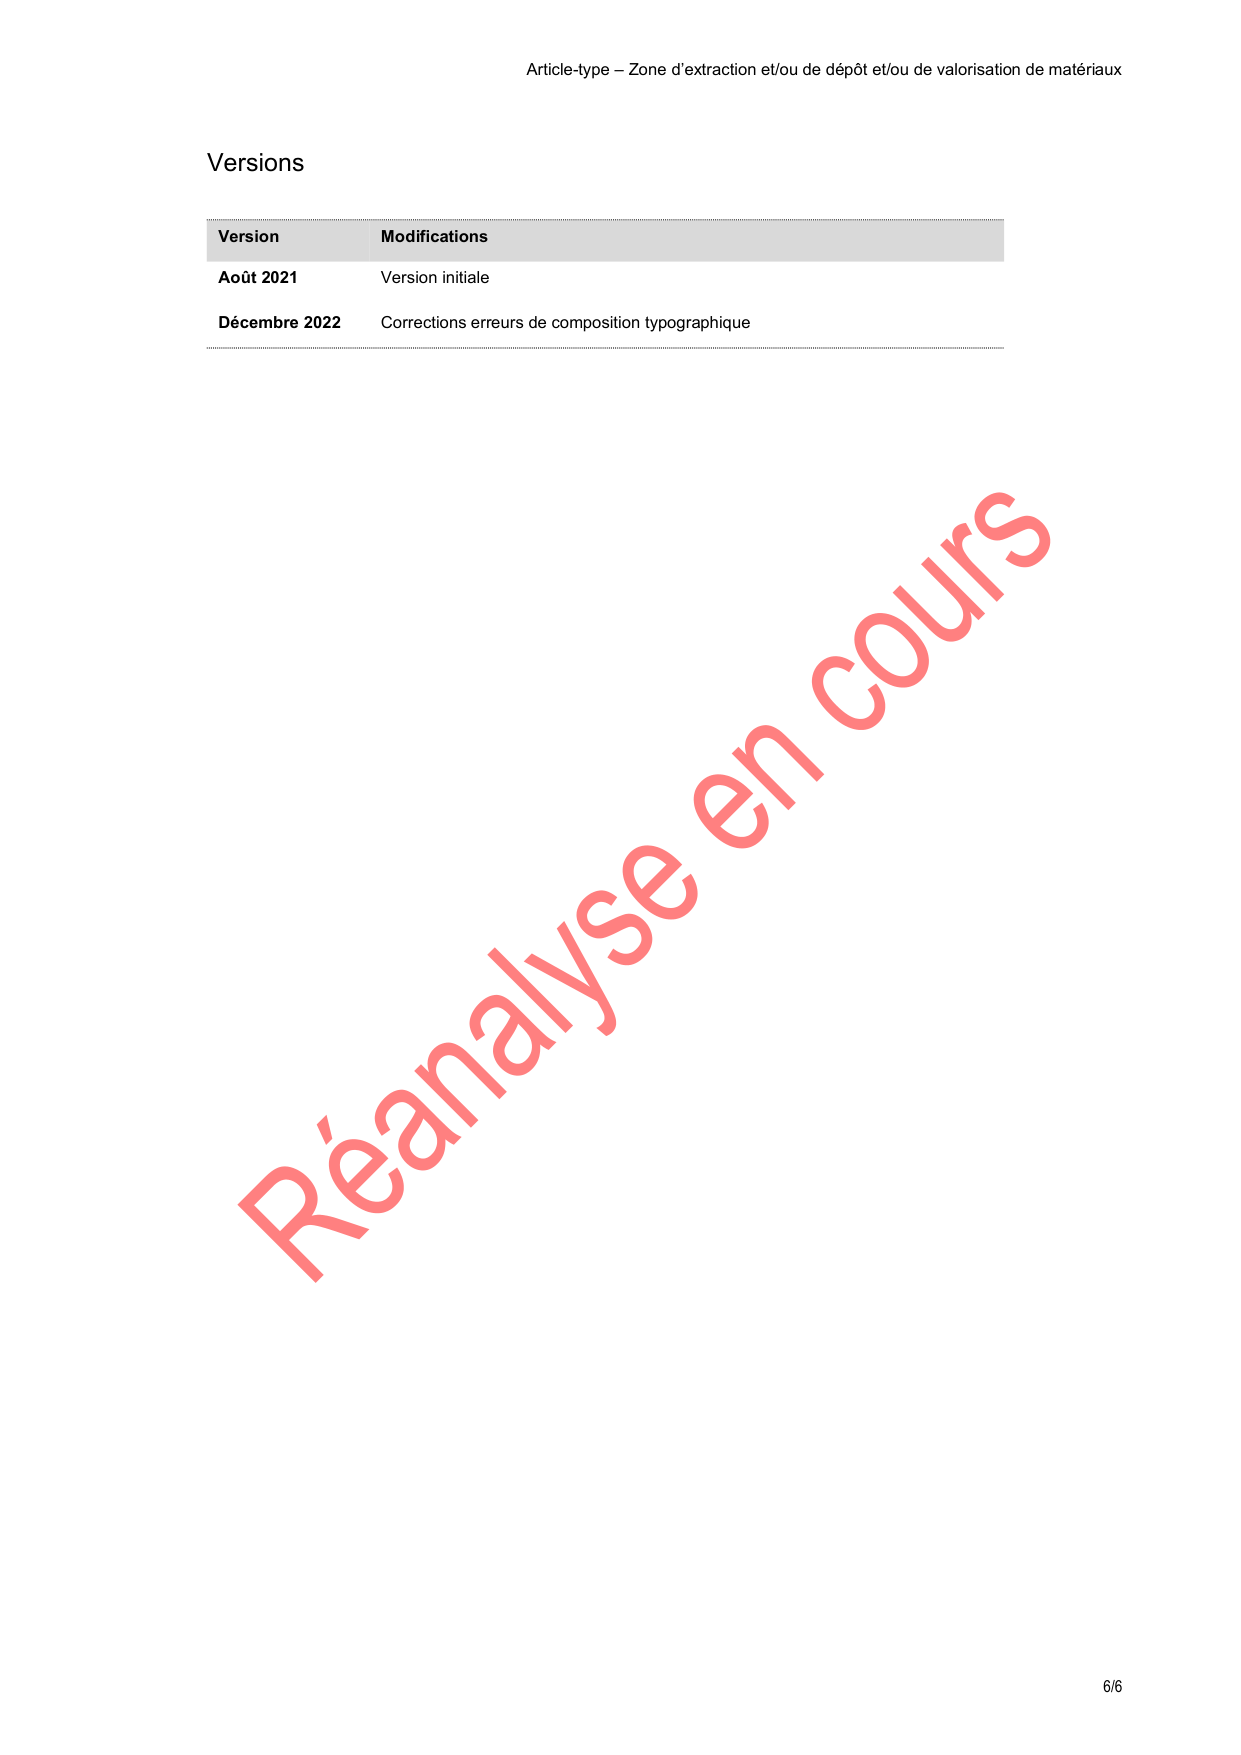 Article-type – Zone d’extraction et/ou de dépôt et/ou de valorisation de matériaux
Versions
Version Modifications
Août 2021 Version initiale
Décembre 2022 Corrections erreurs de composition typographique
Réanalyse en cours
6/6